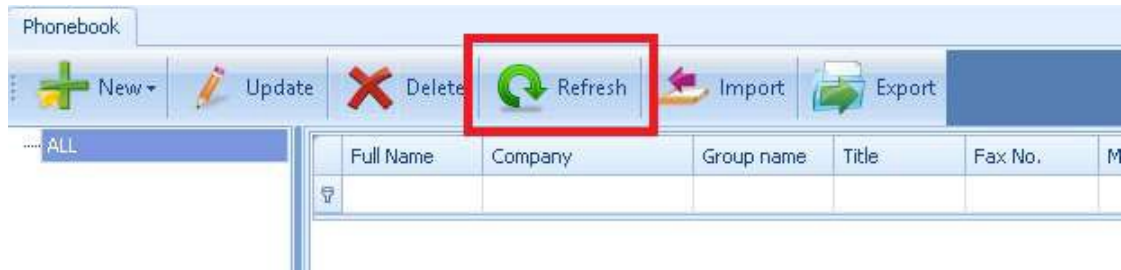 Phonebook
New Update Delete Refresh Import Export
ALL
Full Name Company Group name Title Fax No. M